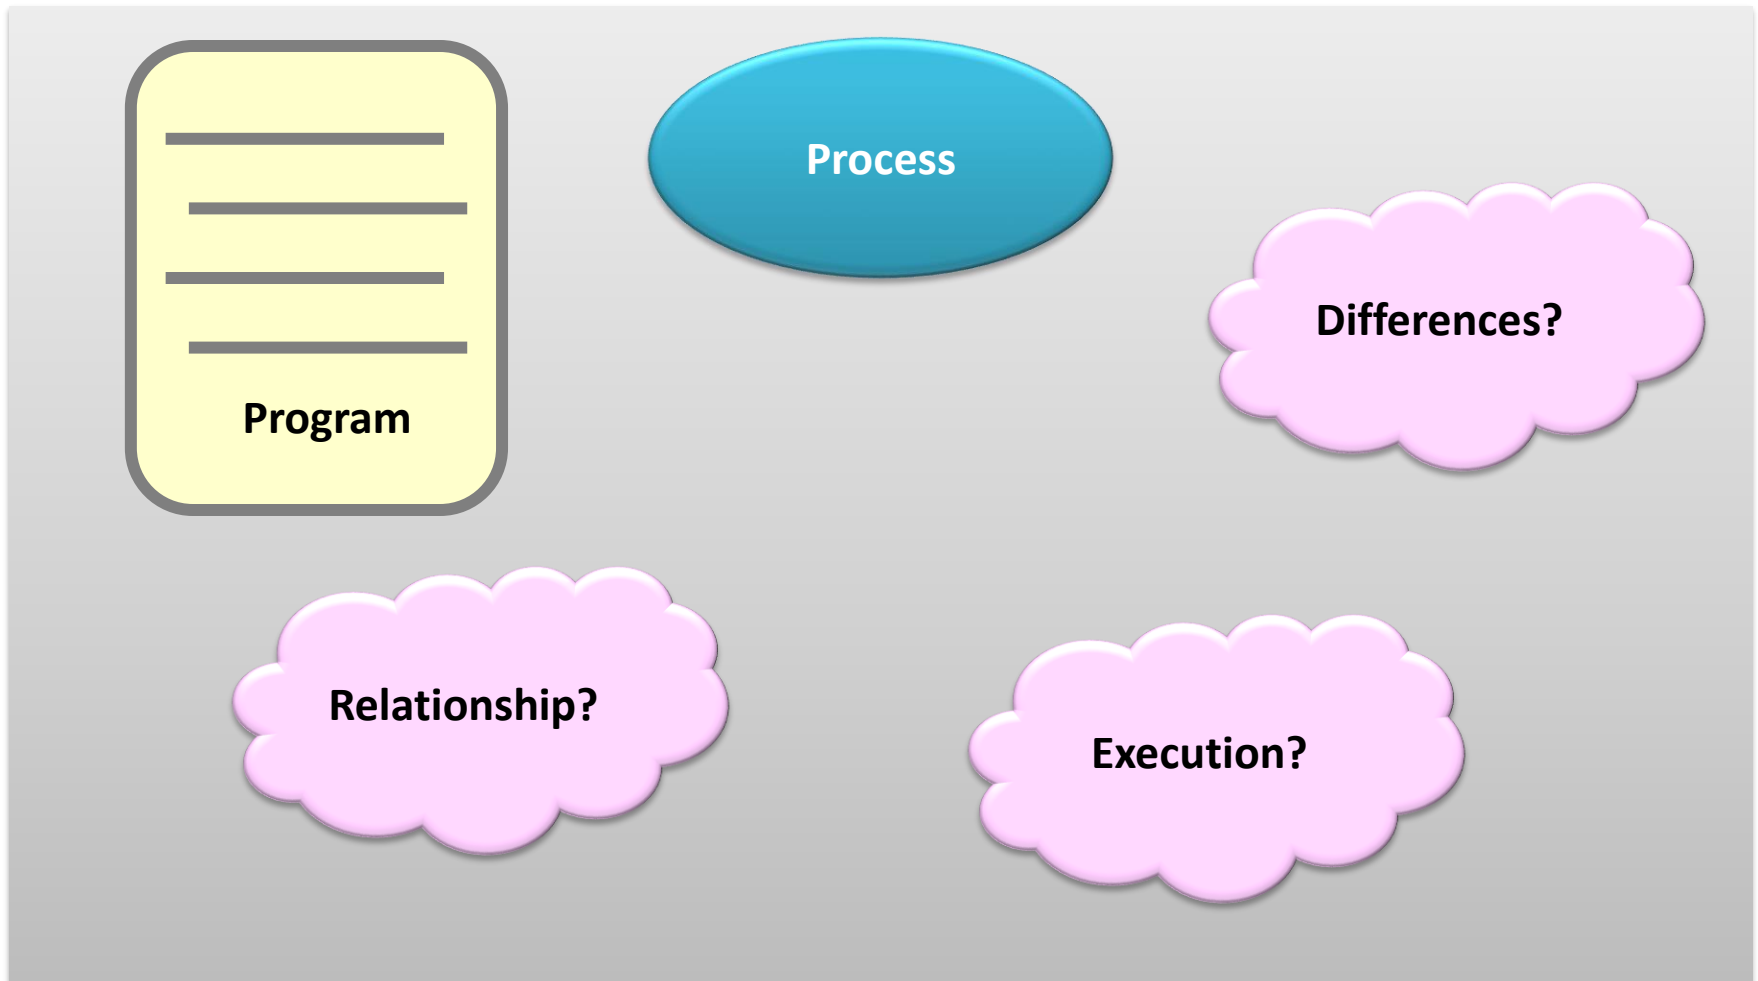 Process
Differences?
Program
Relationship?
Execution?